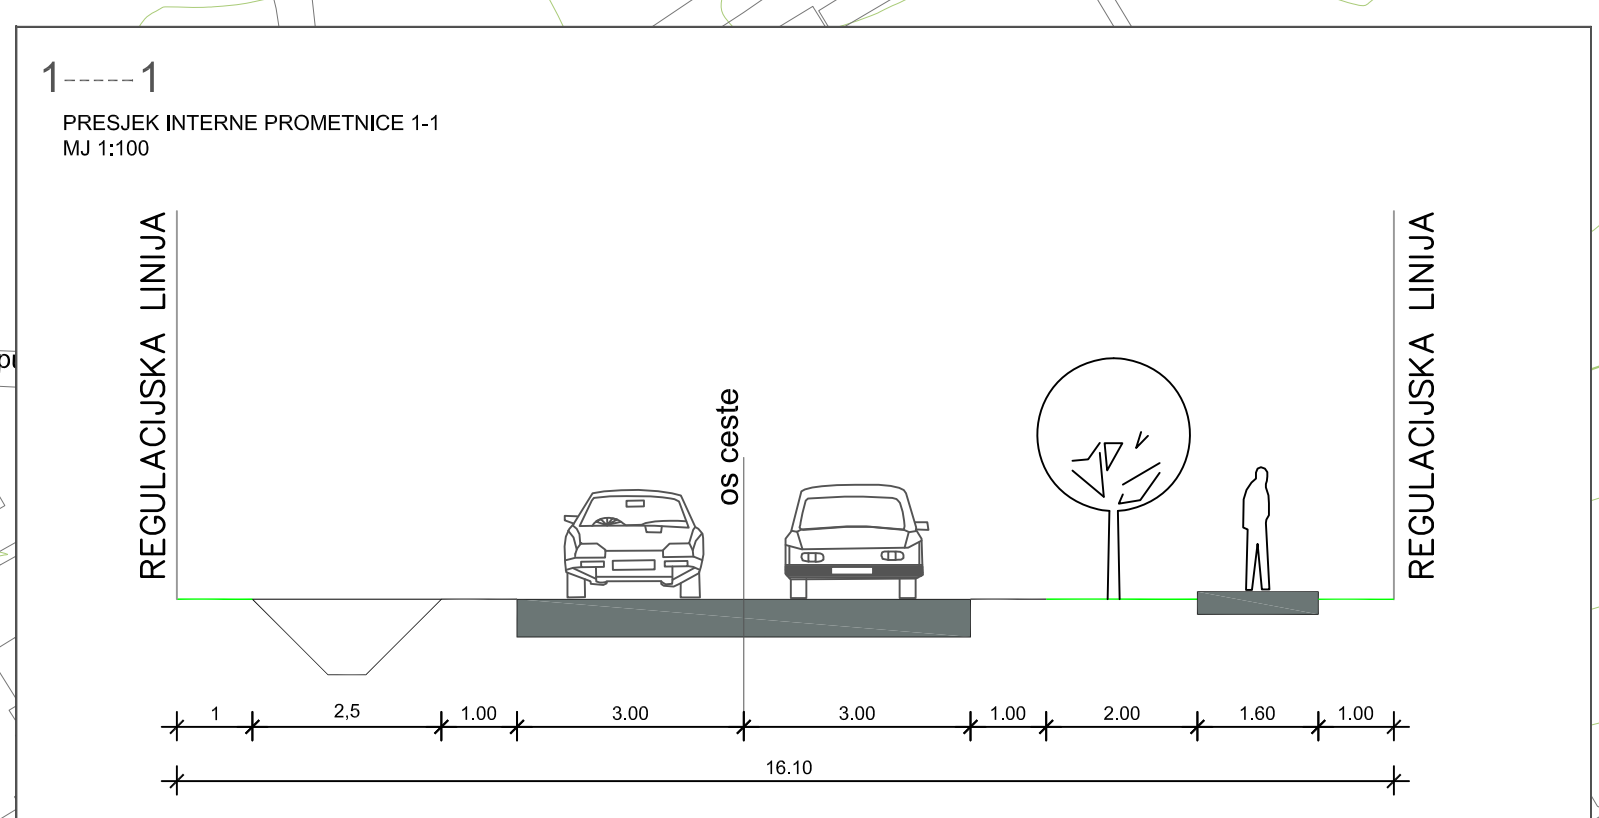 1-----1
PRESJEK INTERNE PROMETNICE 1-1
MJ 1:100
REGULACIJSKA LINIJA
os ceste
REGULACIJSKA LINIJA
1 2,5 1.00 3.00 3.00 1.00 2.00 1.60 1.00
16.10